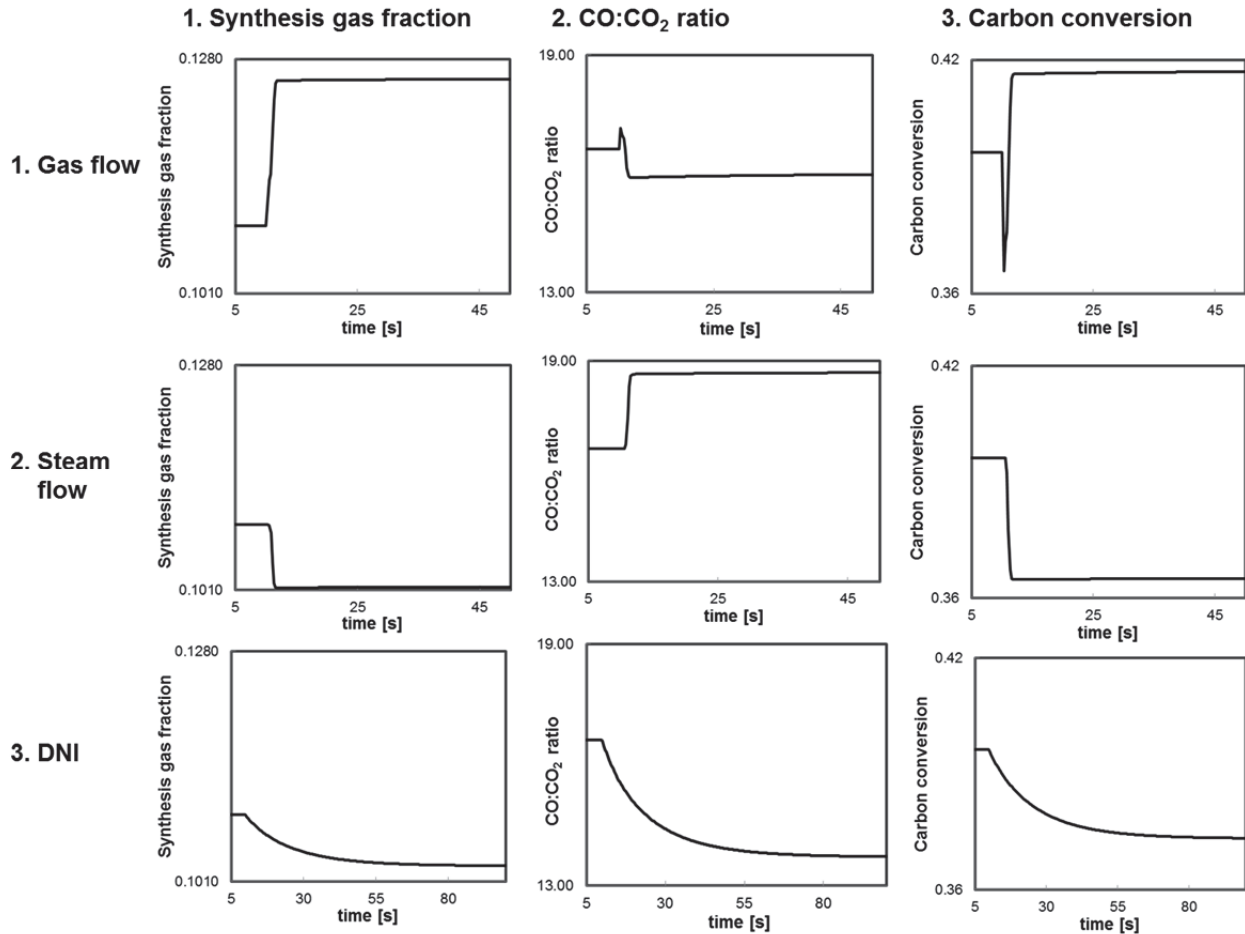 1. Synthesis gas fraction
2. CO:CO₂ ratio
3. Carbon conversion
1. Gas flow
Synthesis gas fraction
0.1280
0.1010
5
25
45
time [s]
CO:CO₂ ratio
19.00
13.00
5
25
45
time [s]
Carbon conversion
0.42
0.36
5
25
45
time [s]
2. Steam
flow
Synthesis gas fraction
0.1280
0.1010
5
25
45
time [s]
CO:CO₂ ratio
19.00
13.00
5
25
45
time [s]
Carbon conversion
0.42
0.36
5
25
45
time [s]
3. DNI
Synthesis gas fraction
0.1280
0.1010
5
30
55
80
time [s]
CO:CO₂ ratio
19.00
13.00
5
30
55
80
time [s]
Carbon conversion
0.42
0.36
5
30
55
80
time [s]